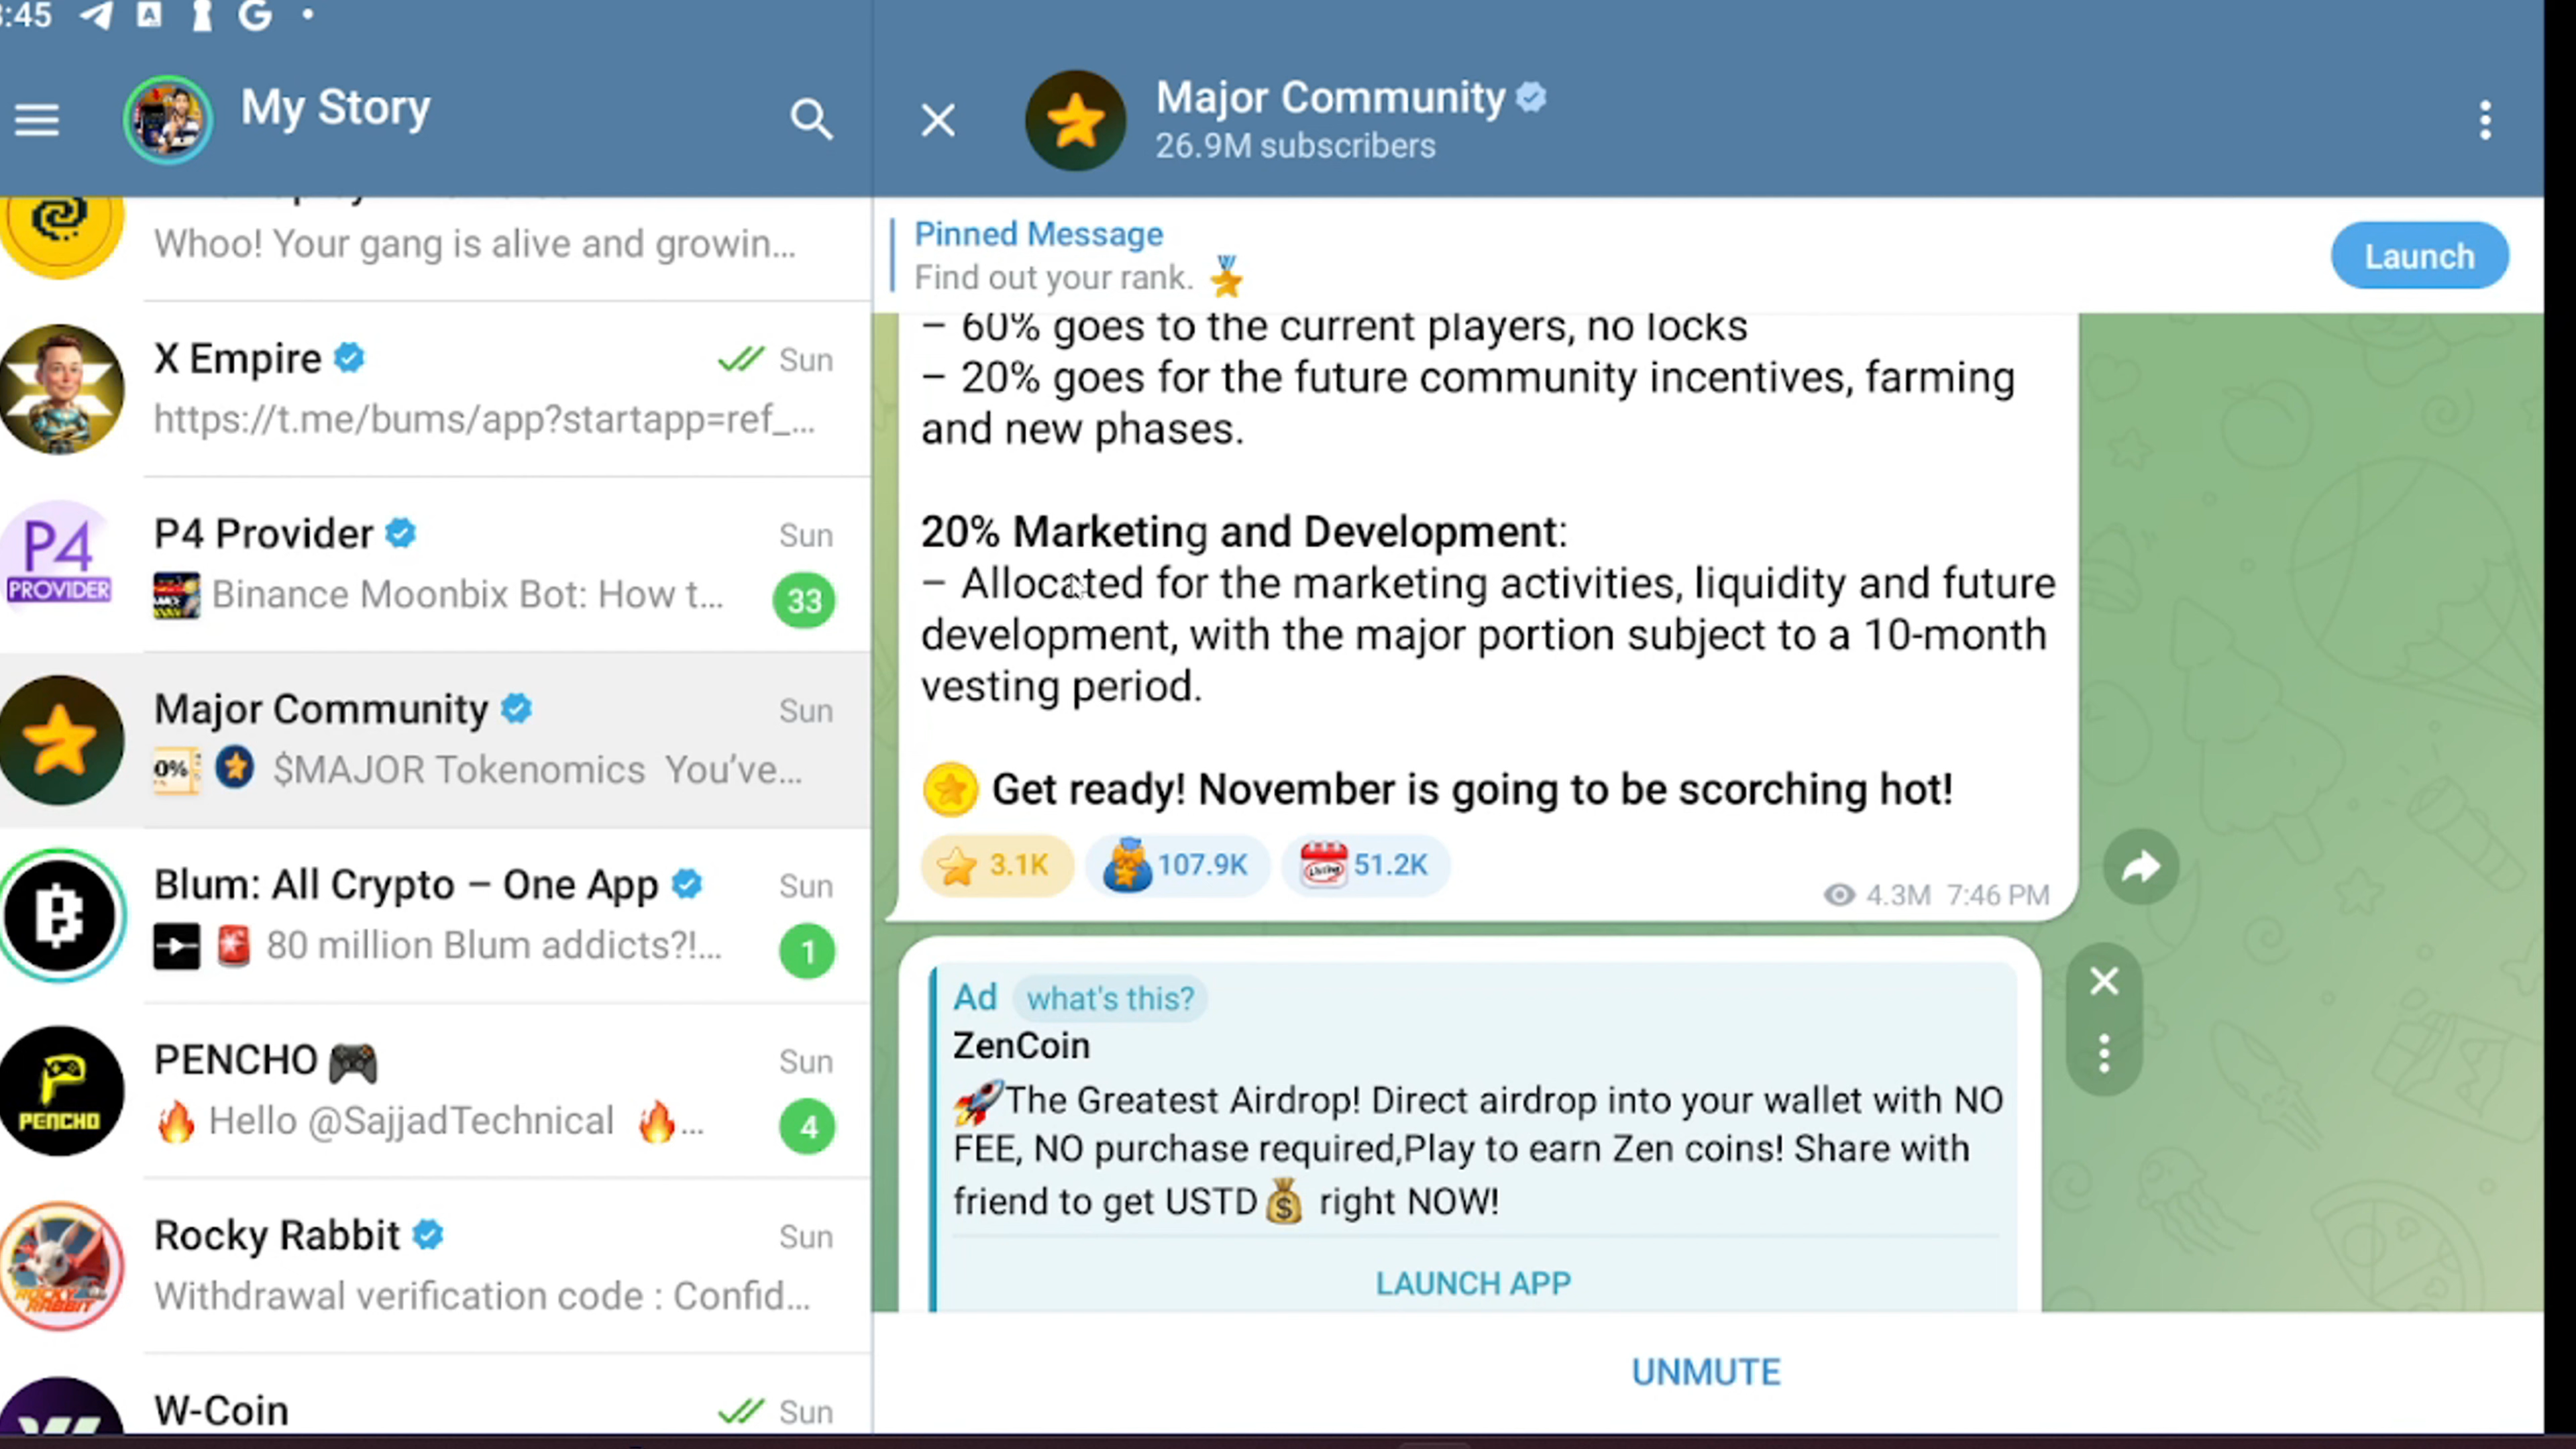 :45
My Story
Whoo! Your gang is alive and growin...
X Empire
Sun
https://t.me/bums/app?startapp=ref_...
P4
PROVIDER
P4 Provider
Sun
Binance Moonbix Bot: How t...
33
Major Community
Sun
0%
$MAJOR Tokenomics You've...
Blum: All Crypto – One App
Sun
80 million Blum addicts?!...
1
PENCHO
PENCHO
Sun
Hello @SajjadTechnical
...
4
ROCKY
RABBIT
Rocky Rabbit
Sun
Withdrawal verification code : Confid...
W-Coin
Sun
Major Community
26.9M subscribers
Pinned Message
Find out your rank.
Launch
– 60% goes to the current players, no locks
– 20% goes for the future community incentives, farming
and new phases.
20% Marketing and Development:
– Allocated for the marketing activities, liquidity and future
development, with the major portion subject to a 10-month
vesting period.
Get ready! November is going to be scorching hot!
3.1K
107.9K
Listing
51.2K
4.3M 7:46 PM
Ad what's this?
ZenCoin
The Greatest Airdrop! Direct airdrop into your wallet with NO
FEE, NO purchase required,Play to earn Zen coins! Share with
friend to get USTD right NOW!
LAUNCH APP
UNMUTE